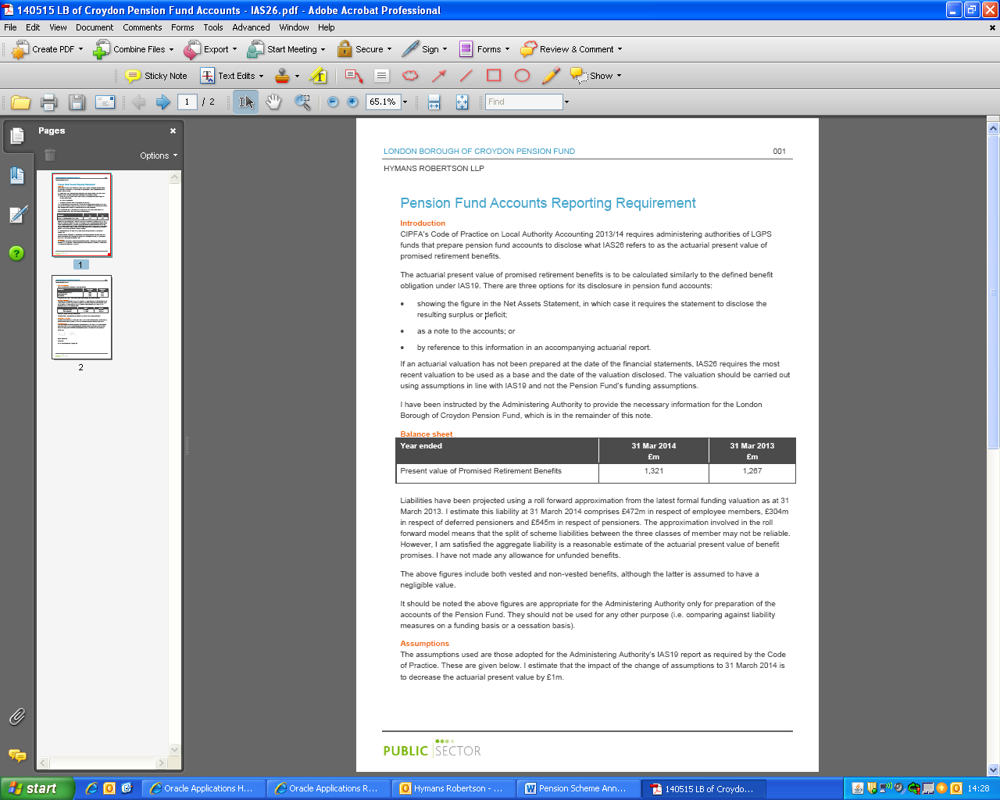 140515 LB of Croydon Pension Fund Accounts - IAS26.pdf - Adobe Acrobat Professional
File Edit View Document Comments Forms Tools Advanced Window Help
Create PDF Combine Files Export Start Meeting Secure Sign Forms Review & Comment
Sticky Note Text Edits Show
1 / 2 65.1% Find
Pages
Options
1
2
LONDON BOROUGH OF CROYDON PENSION FUND 001
HYMANS ROBERTSON LLP
Pension Fund Accounts Reporting Requirement
Introduction
CIPFA's Code of Practice on Local Authority Accounting 2013/14 requires administering authorities of LGPS
funds that prepare pension fund accounts to disclose what IAS26 refers to as the actuarial present value of
promised retirement benefits.
The actuarial present value of promised retirement benefits is to be calculated similarly to the defined benefit
obligation under IAS19. There are three options for its disclosure in pension fund accounts:
• showing the figure in the Net Assets Statement, in which case it requires the statement to disclose the
resulting surplus or deficit;
• as a note to the accounts; or
• by reference to this information in an accompanying actuarial report.
If an actuarial valuation has not been prepared at the date of the financial statements, IAS26 requires the most
recent valuation to be used as a base and the date of the valuation disclosed. The valuation should be carried out
using assumptions in line with IAS19 and not the Pension Fund's funding assumptions.
I have been instructed by the Administering Authority to provide the necessary information for the London
Borough of Croydon Pension Fund, which is in the remainder of this note.
Balance sheet
Year ended 31 Mar 2014 31 Mar 2013
£m £m
Present value of Promised Retirement Benefits 1,321 1,267
Liabilities have been projected using a roll forward approximation from the latest formal funding valuation as at 31
March 2013. I estimate this liability at 31 March 2014 comprises £472m in respect of employee members, £304m
in respect of deferred pensioners and £545m in respect of pensioners. The approximation involved in the roll
forward model means that the split of scheme liabilities between the three classes of member may not be reliable.
However, I am satisfied the aggregate liability is a reasonable estimate of the actuarial present value of benefit
promises. I have not made any allowance for unfunded benefits.
The above figures include both vested and non-vested benefits, although the latter is assumed to have a
negligible value.
It should be noted the above figures are appropriate for the Administering Authority only for preparation of the
accounts of the Pension Fund. They should not be used for any other purpose (i.e. comparing against liability
measures on a funding basis or a cessation basis).
Assumptions
The assumptions used are those adopted for the Administering Authority's IAS19 report as required by the Code
of Practice. These are given below. I estimate that the impact of the change of assumptions to 31 March 2014 is
to decrease the actuarial present value by £1m.
PUBLIC SECTOR
start Oracle Applications H... Oracle Applications R... Hymans Robertson - ... Pension Scheme Ann... 140515 LB of Croydo... 14:28